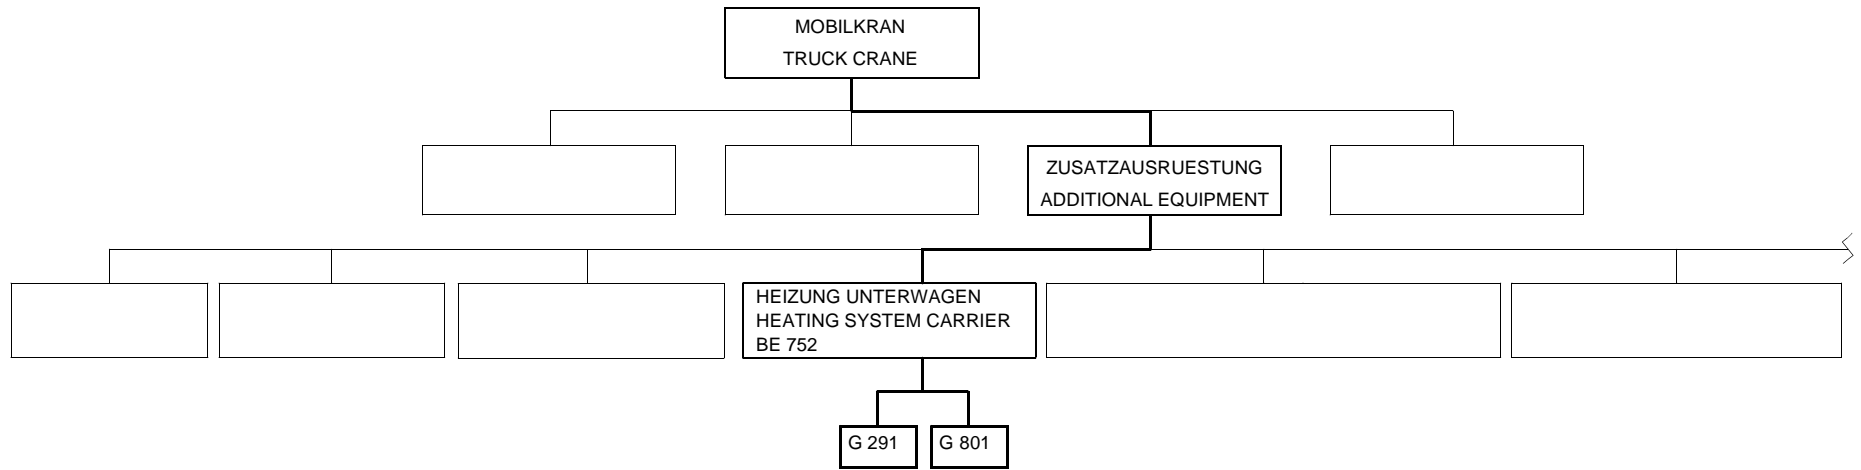 MOBILKRAN
TRUCK CRANE
ZUSATZAUSRUESTUNG
ADDITIONAL EQUIPMENT
HEIZUNG UNTERWAGEN
HEATING SYSTEM CARRIER
BE 752
G 291
G 801